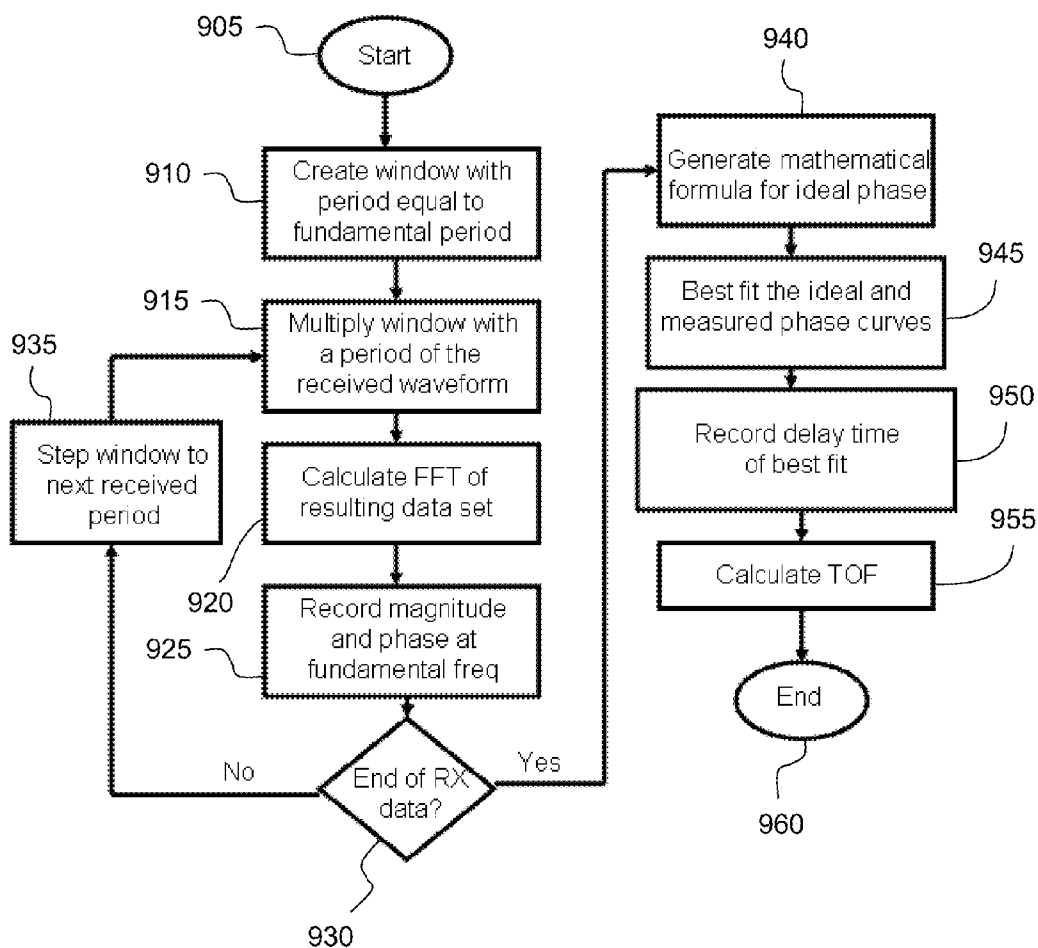 905
Start
910
Create window with
period equal to
fundamental period
915
Multiply window with
a period of the
received waveform
935
Step window to
next received
period
Calculate FFT of
resulting data set
920
Record magnitude
and phase at
fundamental freq
925
No
End of RX
data?
Yes
930
940
Generate mathematical
formula for ideal phase
945
Best fit the ideal and
measured phase curves
950
Record delay time
of best fit
955
Calculate TOF
End
960